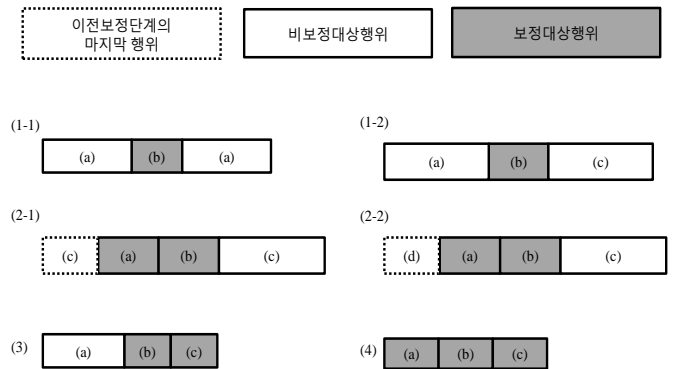 이전보정단계의
마지막 행위
비보정대상행위
보정대상행위
(1-1)
(a) (b) (a)
(1-2)
(a) (b) (c)
(2-1)
(c) (a) (b) (c)
(2-2)
(d) (a) (b) (c)
(3) (a) (b) (c)
(4) (a) (b) (c)